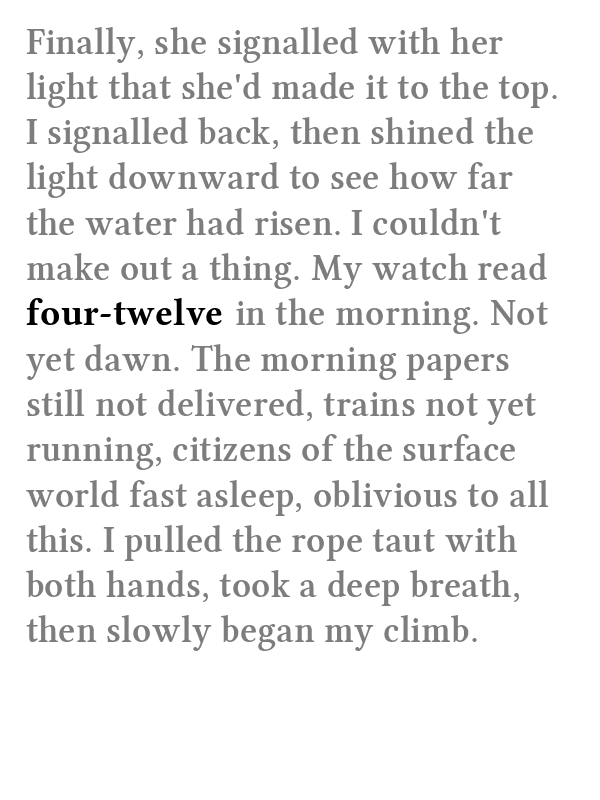 Finally, she signalled with her
light that she'd made it to the top.
I signalled back, then shined the
light downward to see how far
the water had risen. I couldn't
make out a thing. My watch read
four-twelve in the morning. Not
yet dawn. The morning papers
still not delivered, trains not yet
running, citizens of the surface
world fast asleep, oblivious to all
this. I pulled the rope taut with
both hands, took a deep breath,
then slowly began my climb.